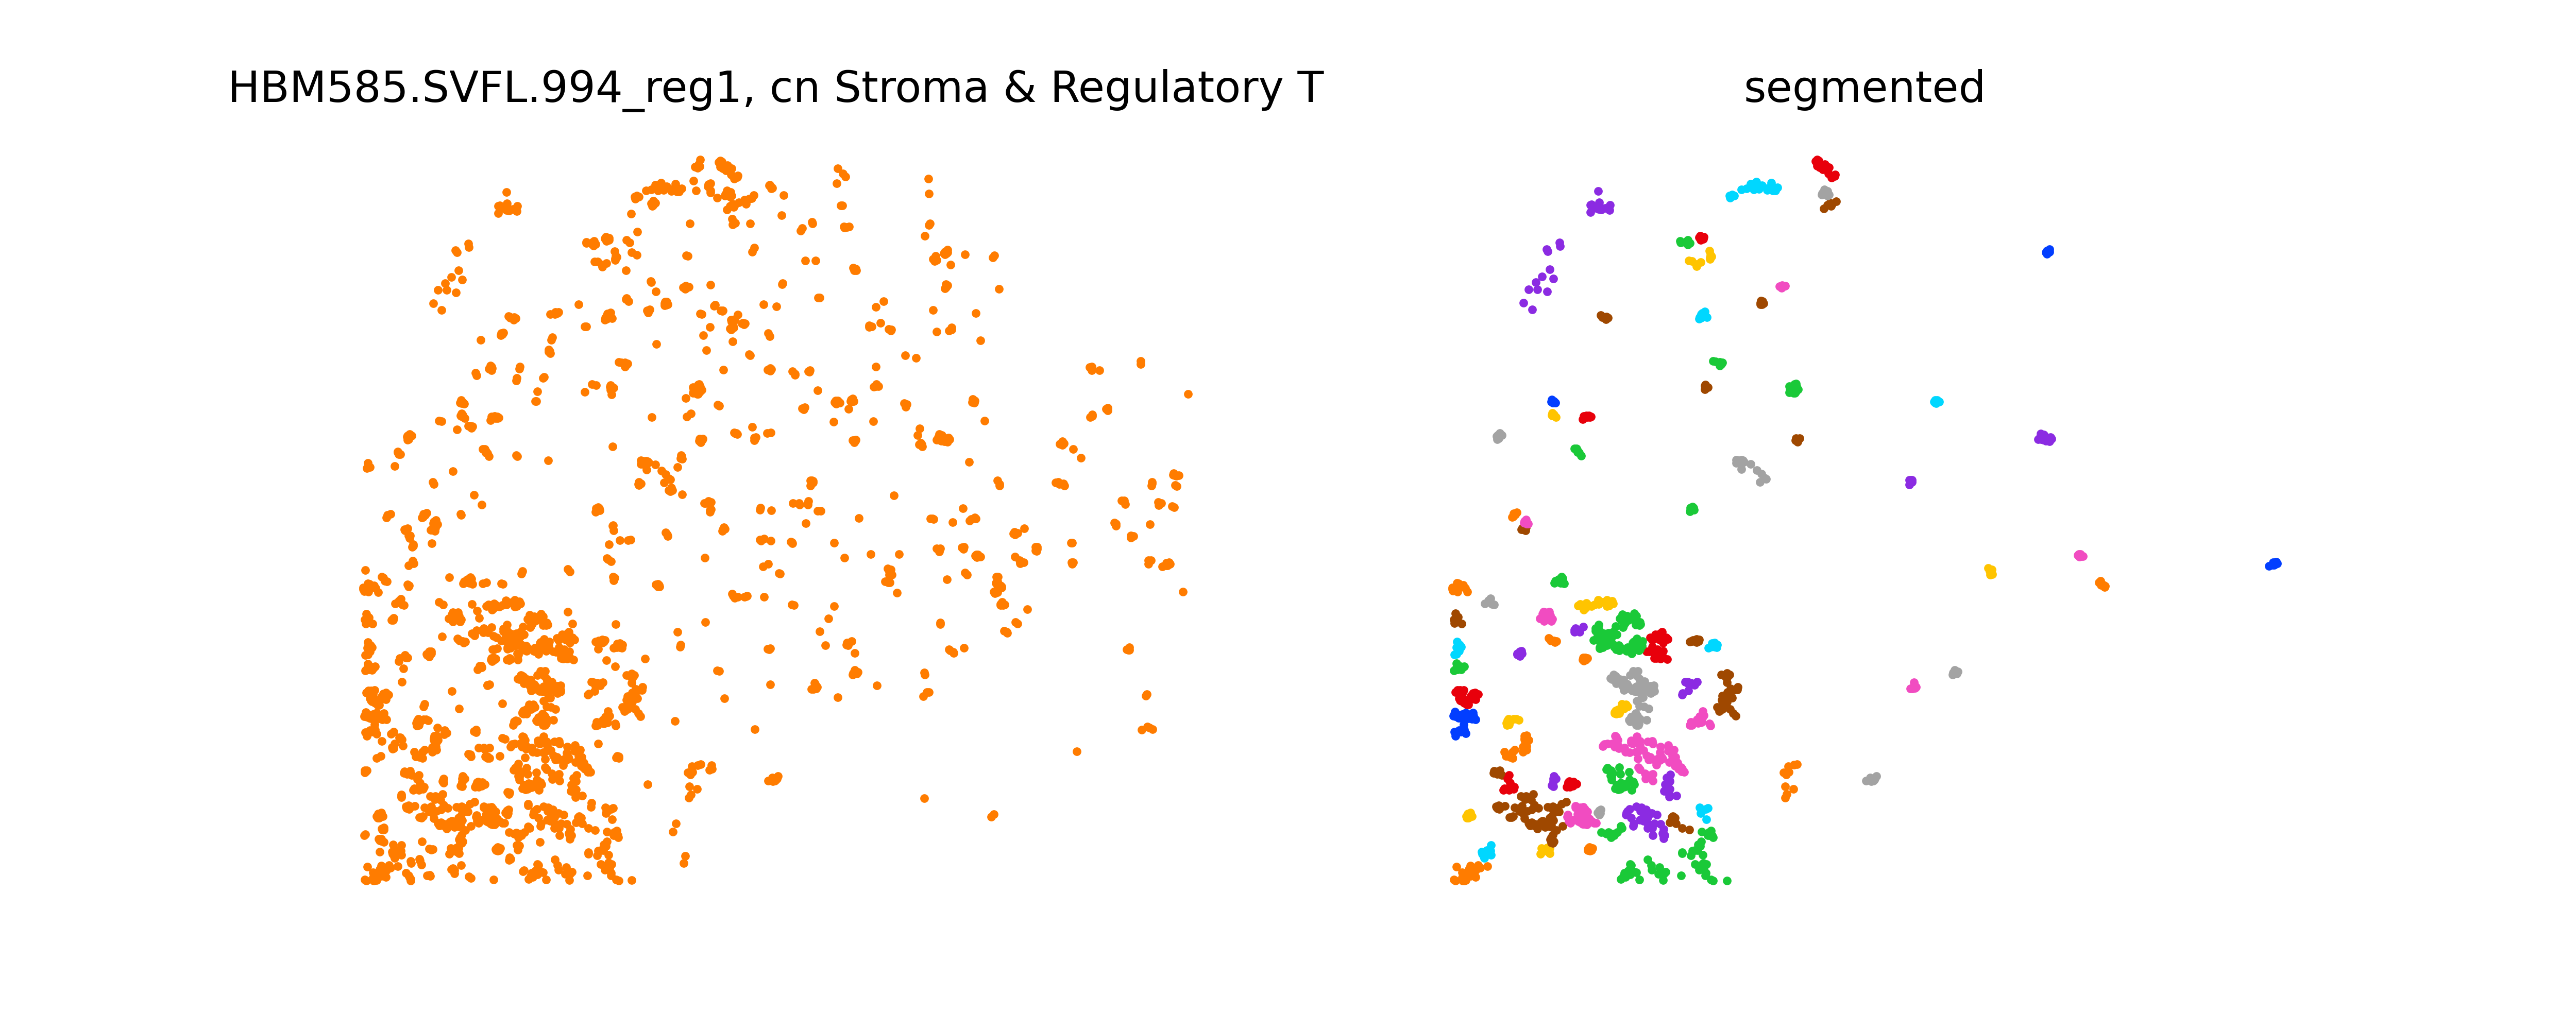 HBM585.SVFL.994_reg1, cn Stroma & Regulatory T
segmented